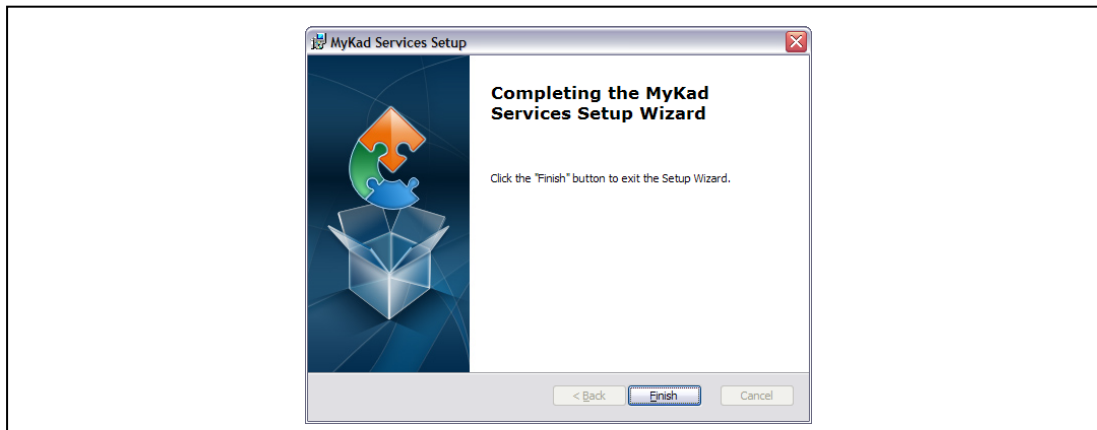 MyKad Services Setup
Completing the MyKad
Services Setup Wizard
Click the "Finish" button to exit the Setup Wizard.
< Back Finish Cancel